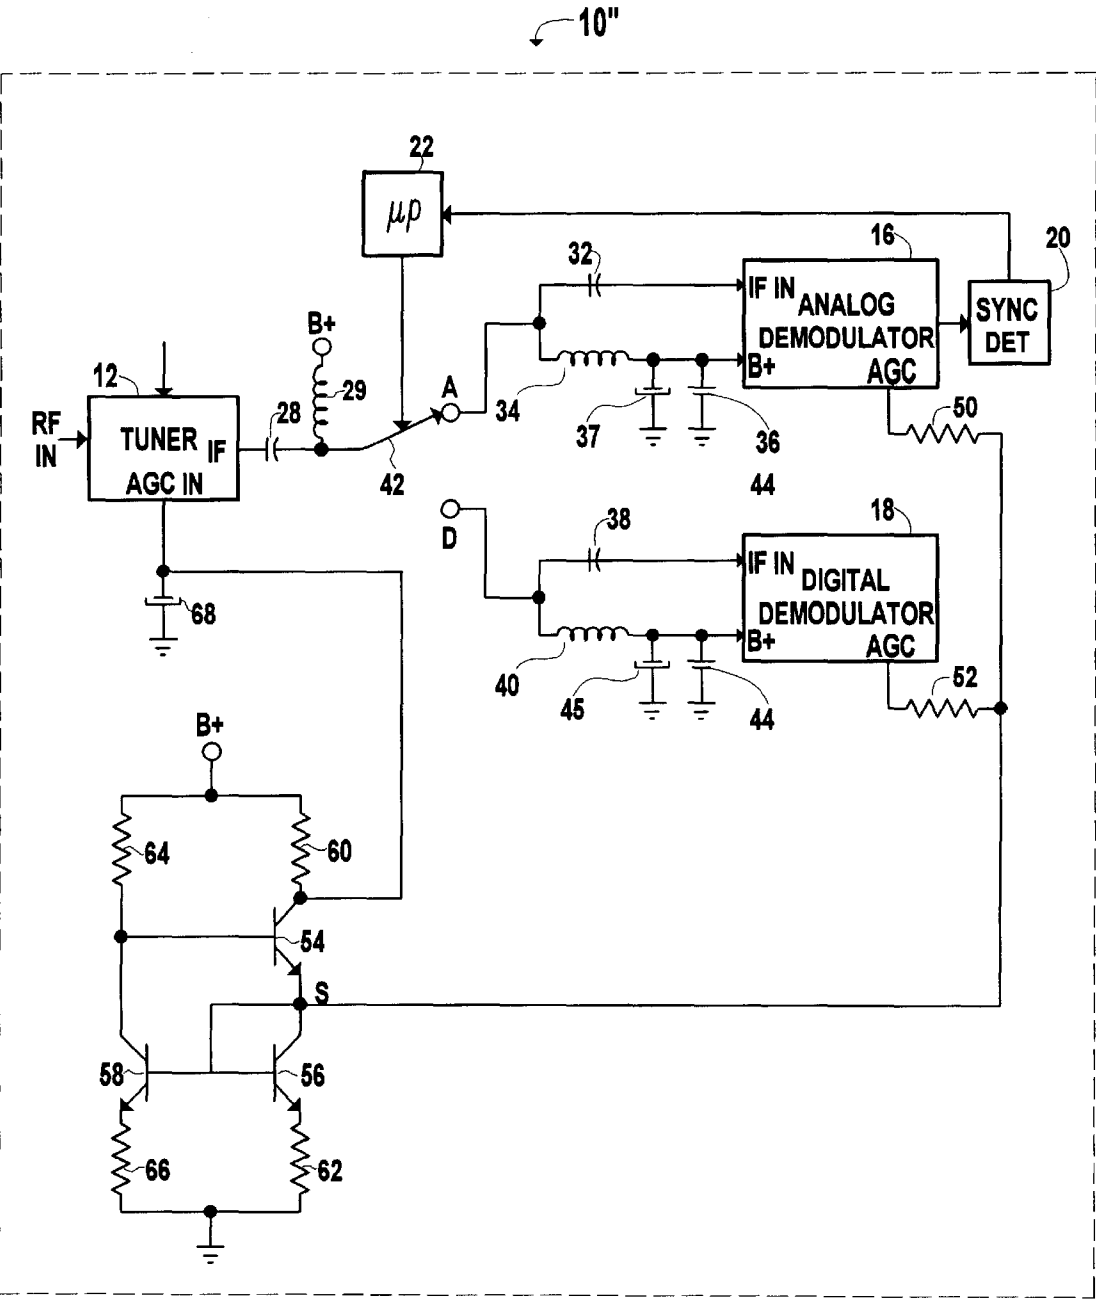 10"
22
μp
16
20
32
IF IN
ANALOG
DEMODULATOR
B+
AGC
SYNC
DET
B+
29
A
34
37
36
50
12
RF
IN
TUNER
IF
AGC IN
28
42
44
D
38
18
IF IN
DIGITAL
DEMODULATOR
B+
AGC
68
40
45
44
52
B+
64
60
54
S
58
56
66
62